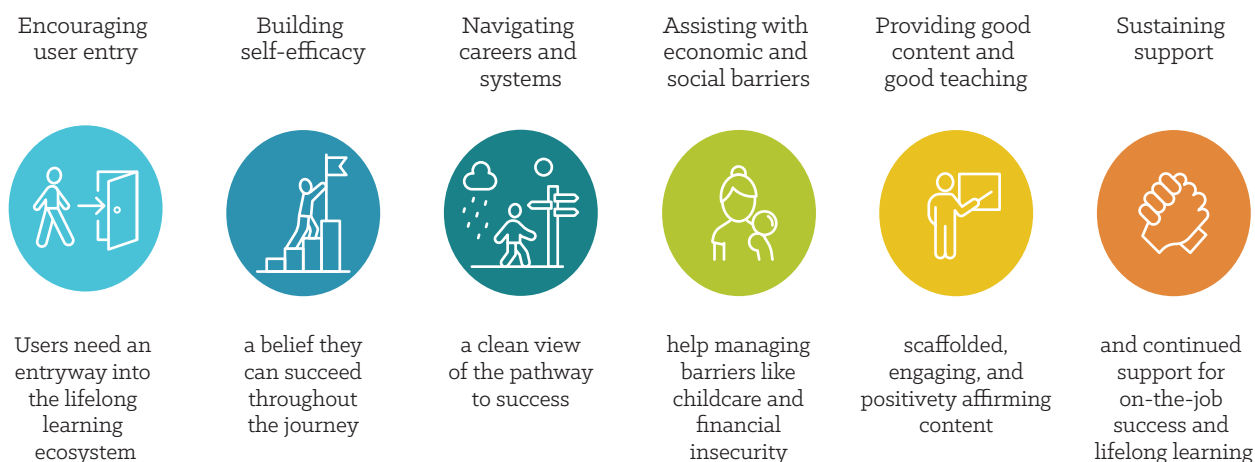 Encouraging
user entry
Building
self-efficacy
Navigating
careers and
systems
Assisting with
economic and
social barriers
Providing good
content and
good teaching
Sustaining
support
Users need an
entryway into
the lifelong
learning
ecosystem
a belief they
can succeed
throughout
the journey
a clean view
of the pathway
to success
help managing
barriers like
childcare and
financial
insecurity
scaffolded,
engaging, and
positivety affirming
content
and continued
support for
on-the-job
success and
lifelong learning